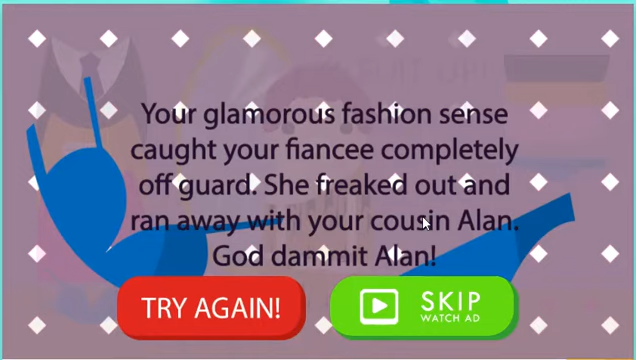 Your glamorous fashion sense
caught your fiancee completely
off guard. She freaked out and
ran away with your cousin Alan.
God dammit Alan!
TRY AGAIN!
SKIP
WATCH AD